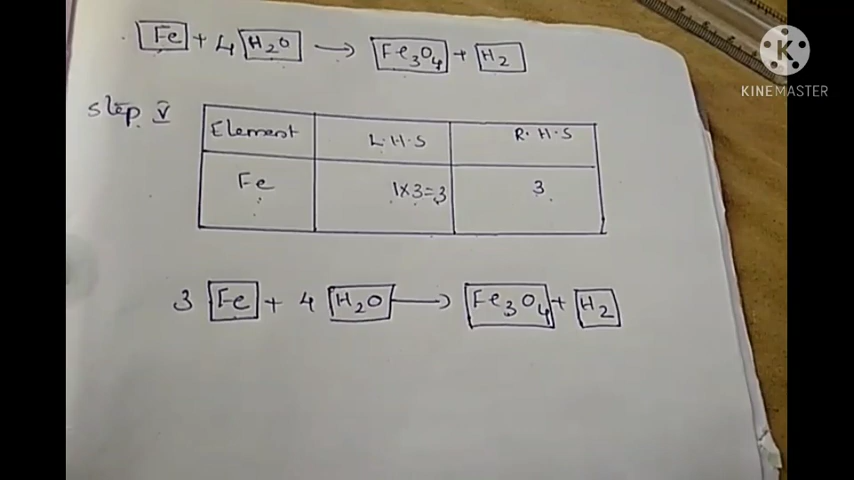 Fe + 4 H2O → Fe3O4 + H2
K
KINEMASTER
Step V
Element L.H.S R.H.S
Fe 1×3=3 3
3 Fe + 4 H2O → Fe3O4 + H2